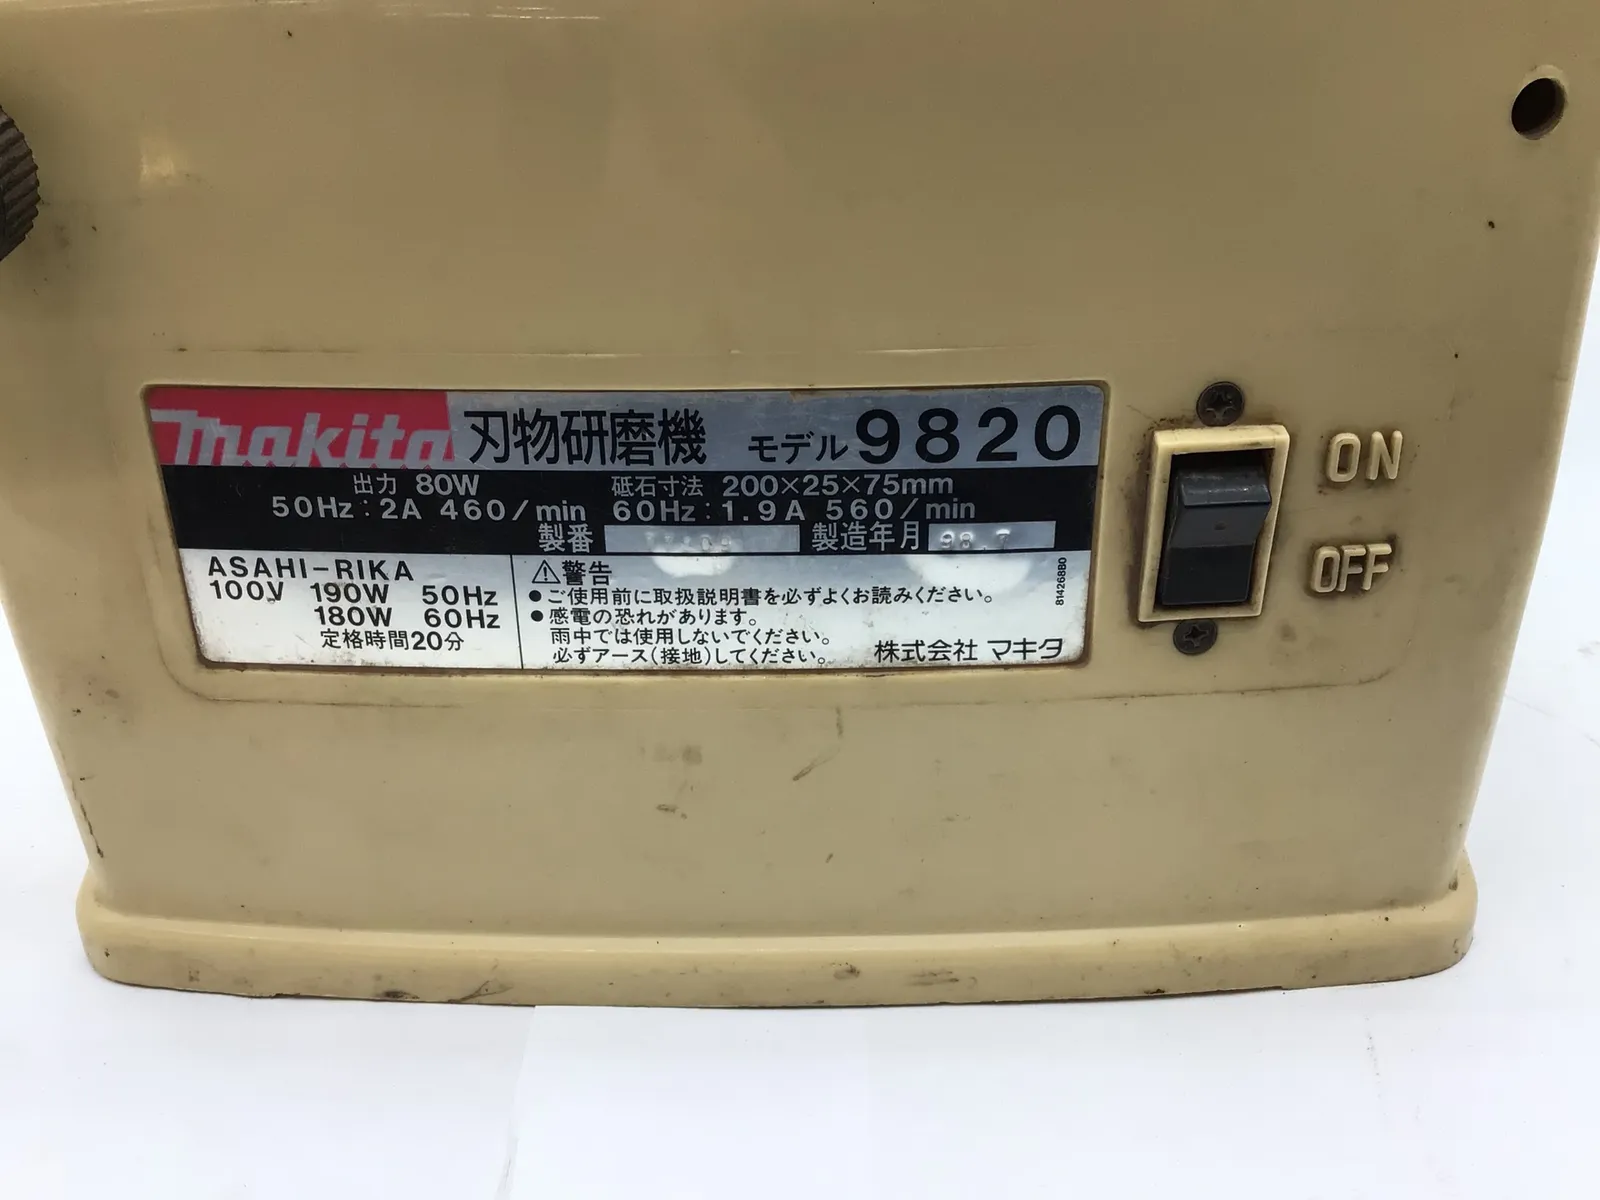 makita 刃物研磨機 モデル 9820
出力 80W 砥石寸法 200×25×75mm
50Hz:2A 460/min 60Hz:1.9A 560/min
製番 製造年月 98.7
ASAHI-RIKA
100V 190W 50Hz
180W 60Hz
定格時間20分
⚠警告
●ご使用前に取扱説明書を必ずよくお読みください。
●感電の恐れがあります。
雨中では使用しないでください。
必ずアース(接地)してください。
株式会社 マキタ
814268B0
ON
OFF